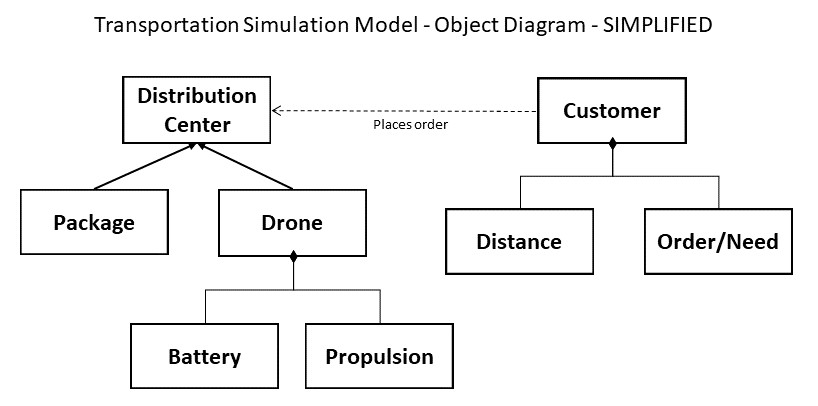 Transportation Simulation Model - Object Diagram - SIMPLIFIED
Distribution
Center
Customer
Places order
Package
Drone
Distance
Order/Need
Battery
Propulsion